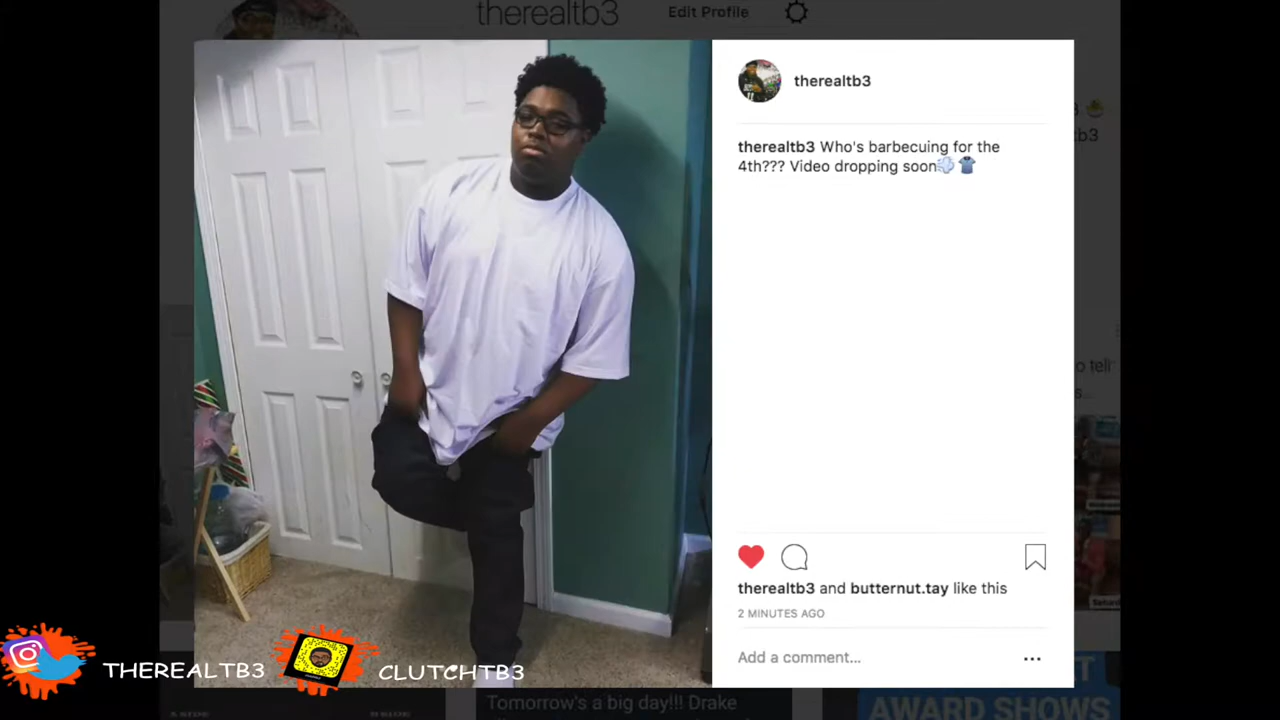 therealtb3 Edit Profile
therealtb3
therealtb3 Who's barbecuing for the
4th??? Video dropping soon💨👕
therealtb3 and butternut.tay like this
2 MINUTES AGO
Add a comment...
THEREALTB3
CLUTCHTB3
Tomorrow's a big day!!! Drake
AWARD SHOWS